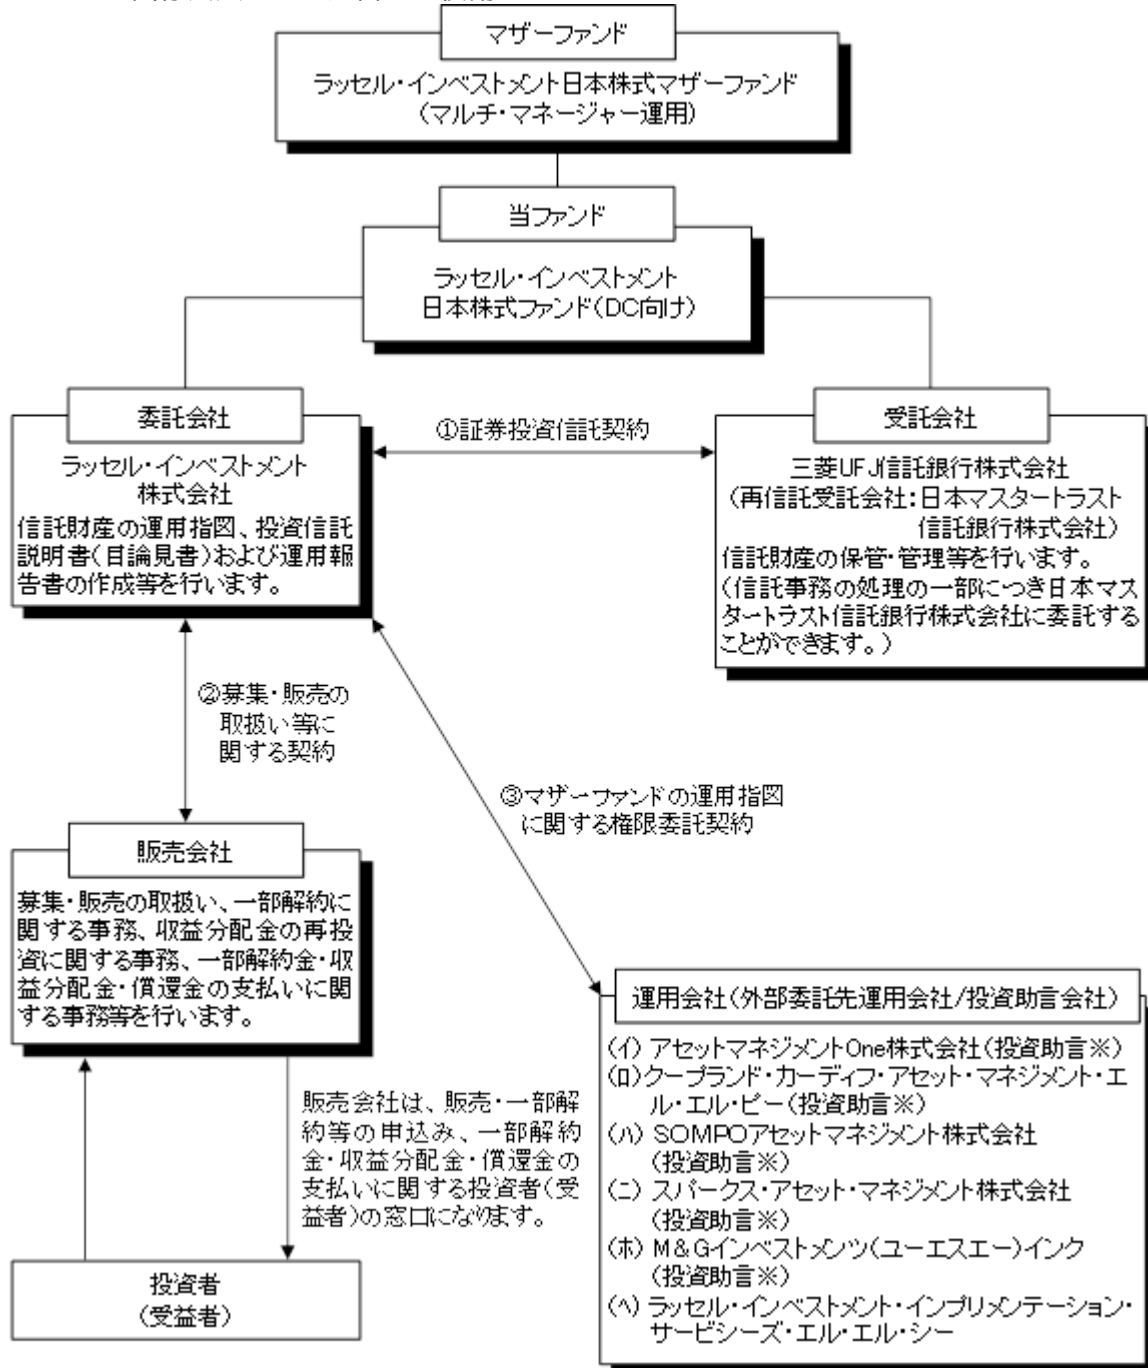 マザーファンド
ラッセル・インベストメント日本株式マザーファンド
(マルチ・マネージャー運用)
当ファンド
ラッセル・インベストメント
日本株式ファンド(DC向け)
委託会社
ラッセル・インベストメント
株式会社
信託財産の運用指図、投資信託
説明書(目論見書)および運用報
告書の作成等を行います。
①証券投資信託契約
受託会社
三菱UFJ信託銀行株式会社
(再信託受託会社:日本マスタートラスト
信託銀行株式会社)
信託財産の保管・管理等を行います。
(信託事務の処理の一部につき日本マス
タートラスト信託銀行株式会社に委託する
ことができます。)
②募集・販売の
取扱い等に
関する契約
③マザーファンドの運用指図
に関する権限委託契約
販売会社
募集・販売の取扱い、一部解約に
関する事務、収益分配金の再投
資に関する事務、一部解約金・収
益分配金・償還金の支払いに関
する事務等を行います。
販売会社は、販売・一部解
約等の申込み、一部解約
金・収益分配金・償還金の
支払いに関する投資者(受
益者)の窓口になります。
投資者
(受益者)
運用会社(外部委託先運用会社/投資助言会社)
(イ) アセットマネジメントOne株式会社(投資助言※)
(ロ)クープランド・カーディフ・アセット・マネジメント・エ
ル・エル・ピー(投資助言※)
(ハ) SOMPOアセットマネジメント株式会社
(投資助言※)
(ニ) スパークス・アセット・マネジメント株式会社
(投資助言※)
(ホ) M&Gインベストメンツ(ユーエスエー)インク
(投資助言※)
(ヘ) ラッセル・インベストメント・インプリメンテーション・
サービシーズ・エル・エル・シー